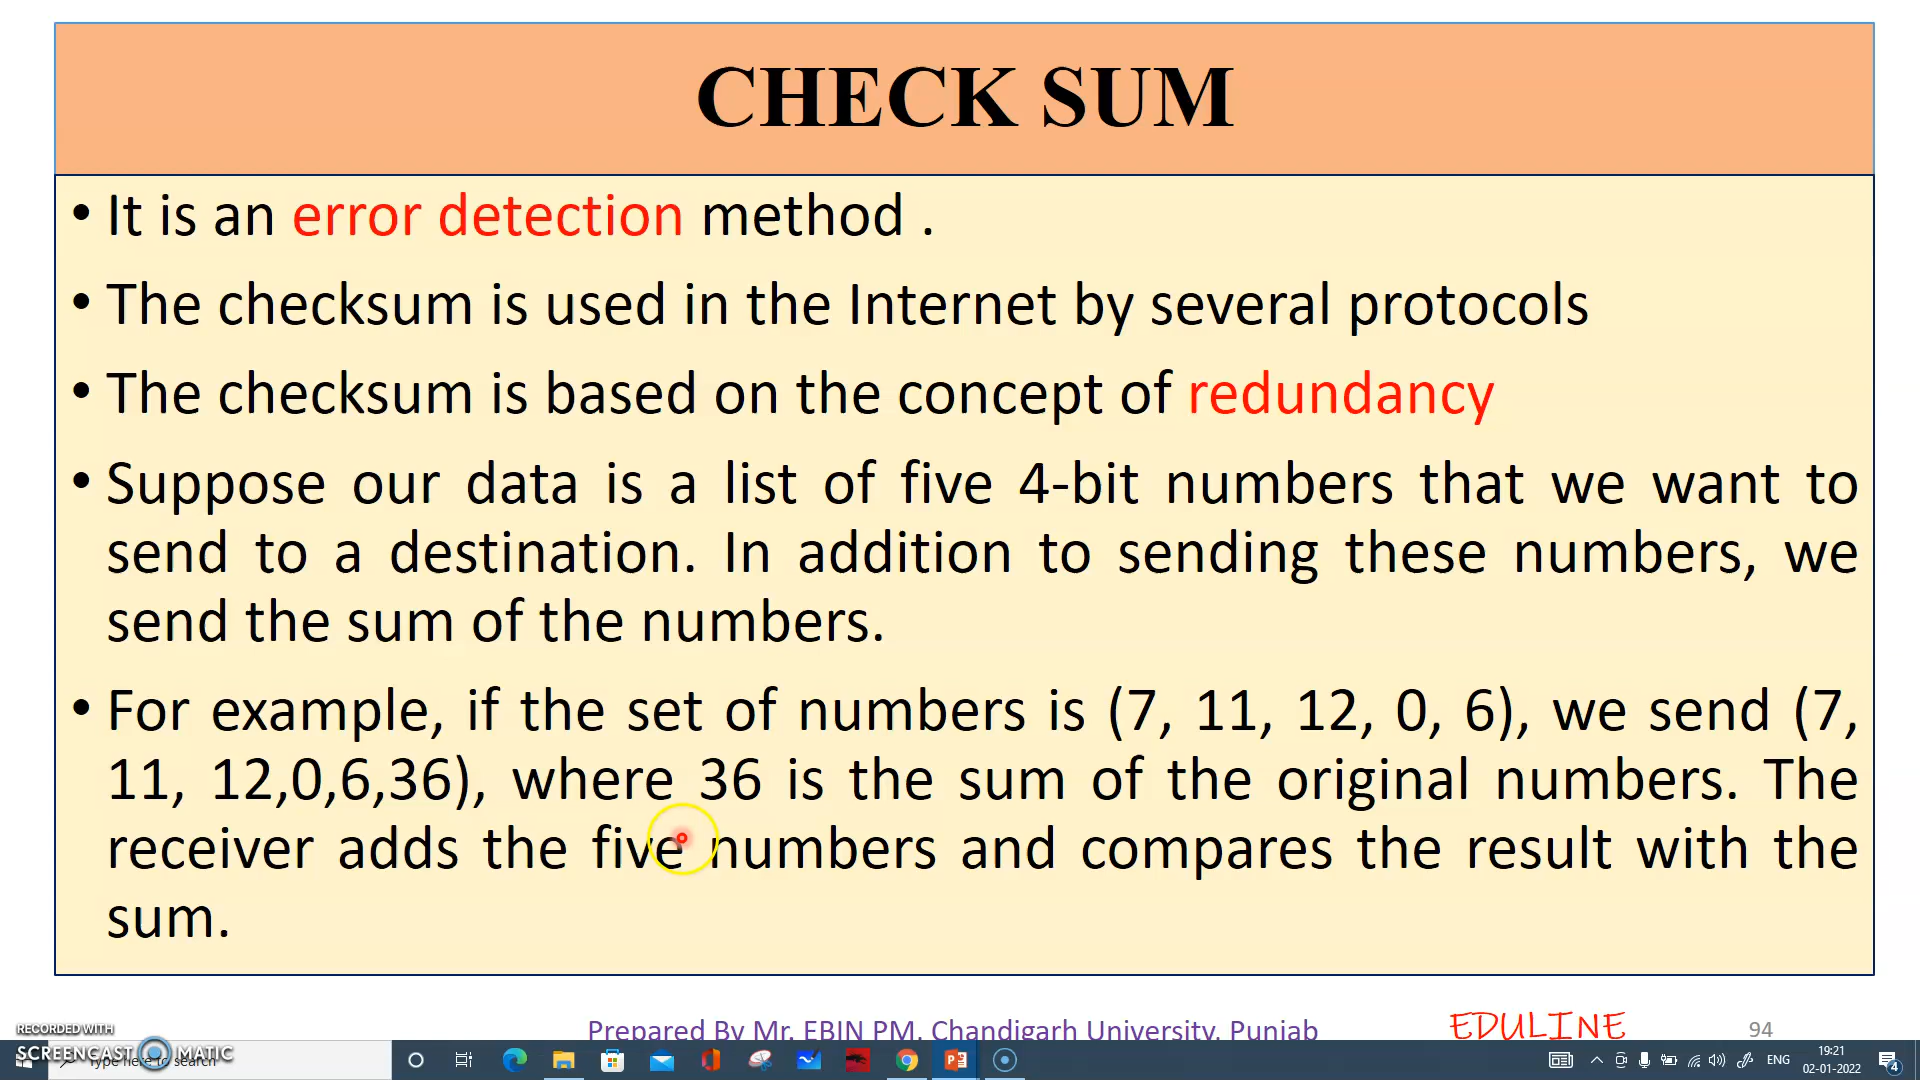 CHECK SUM
• It is an error detection method .
• The checksum is used in the Internet by several protocols
• The checksum is based on the concept of redundancy
• Suppose our data is a list of five 4-bit numbers that we want to
send to a destination. In addition to sending these numbers, we
send the sum of the numbers.
• For example, if the set of numbers is (7, 11, 12, 0, 6), we send (7,
11, 12,0,6,36), where 36 is the sum of the original numbers. The
receiver adds the five numbers and compares the result with the
sum.
Prepared By Mr. EBIN PM, Chandigarh University, Punjab
EDULINE
94
RECORDED WITH
SCREENCAST MATIC
Type here to search
ENG
19:21
02-01-2022
4